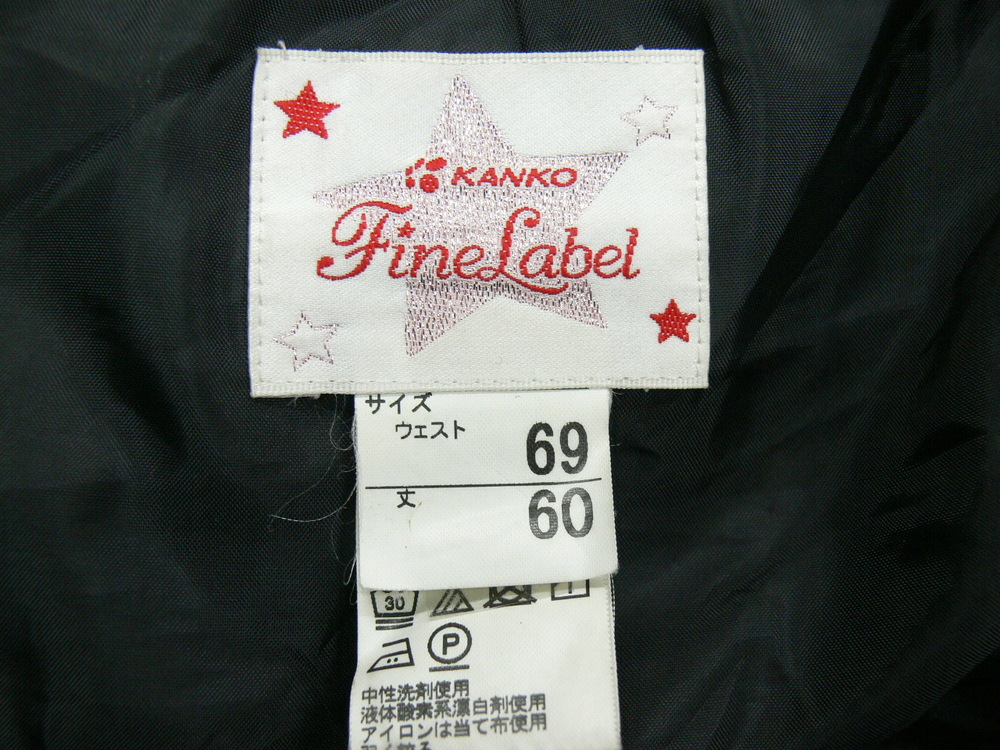 KANKO
Fine Label
サイズ
ウェスト 69
丈 60
30
P
中性洗剤使用
液体酸素系漂白剤使用
アイロンは当て布使用